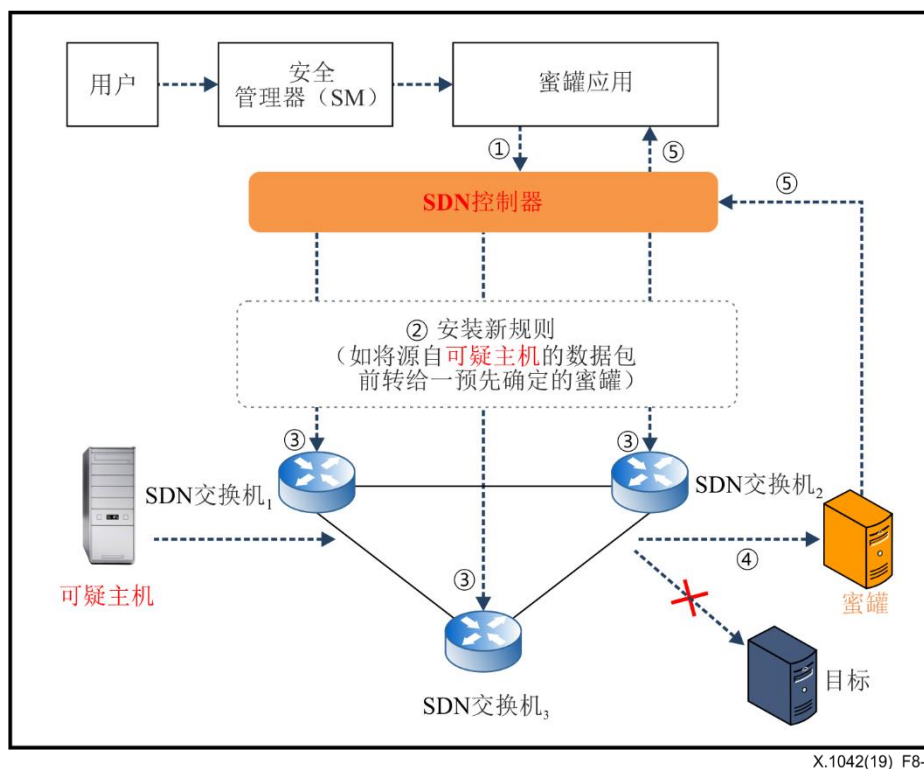 用户
安全
管理器（SM）
蜜罐应用
①
⑤
SDN控制器
⑤
② 安装新规则
（如将源自可疑主机的数据包
前转给一预先确定的蜜罐）
③
③
SDN交换机1
SDN交换机2
③
④
可疑主机
蜜罐
目标
SDN交换机3
X.1042(19)_F8-